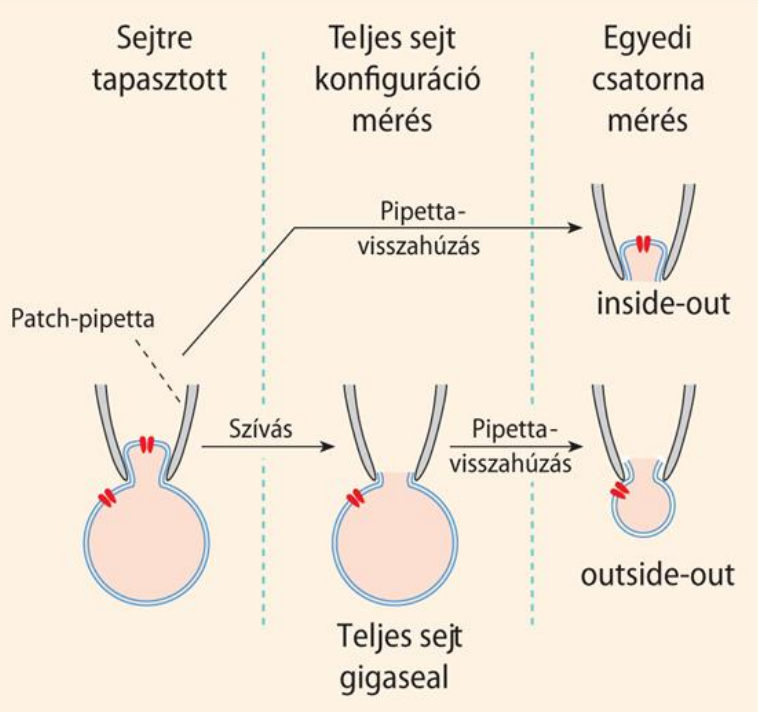 Sejtre
tapasztott
Teljes sejt
konfiguráció
mérés
Egyedi
csatorna
mérés
Pipetta-
visszahúzás
inside-out
Patch-pipetta
Szívás
Pipetta-
visszahúzás
outside-out
Teljes sejt
gigaseal